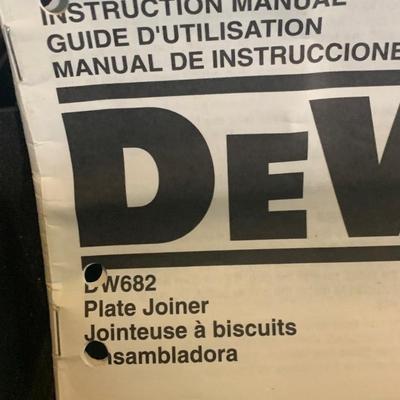 INSTRUCTION MANUAL
GUIDE D'UTILISATION
MANUAL DE INSTRUCCIONE
DEW
DW682
Plate Joiner
Jointeuse à biscuits
Ensambladora